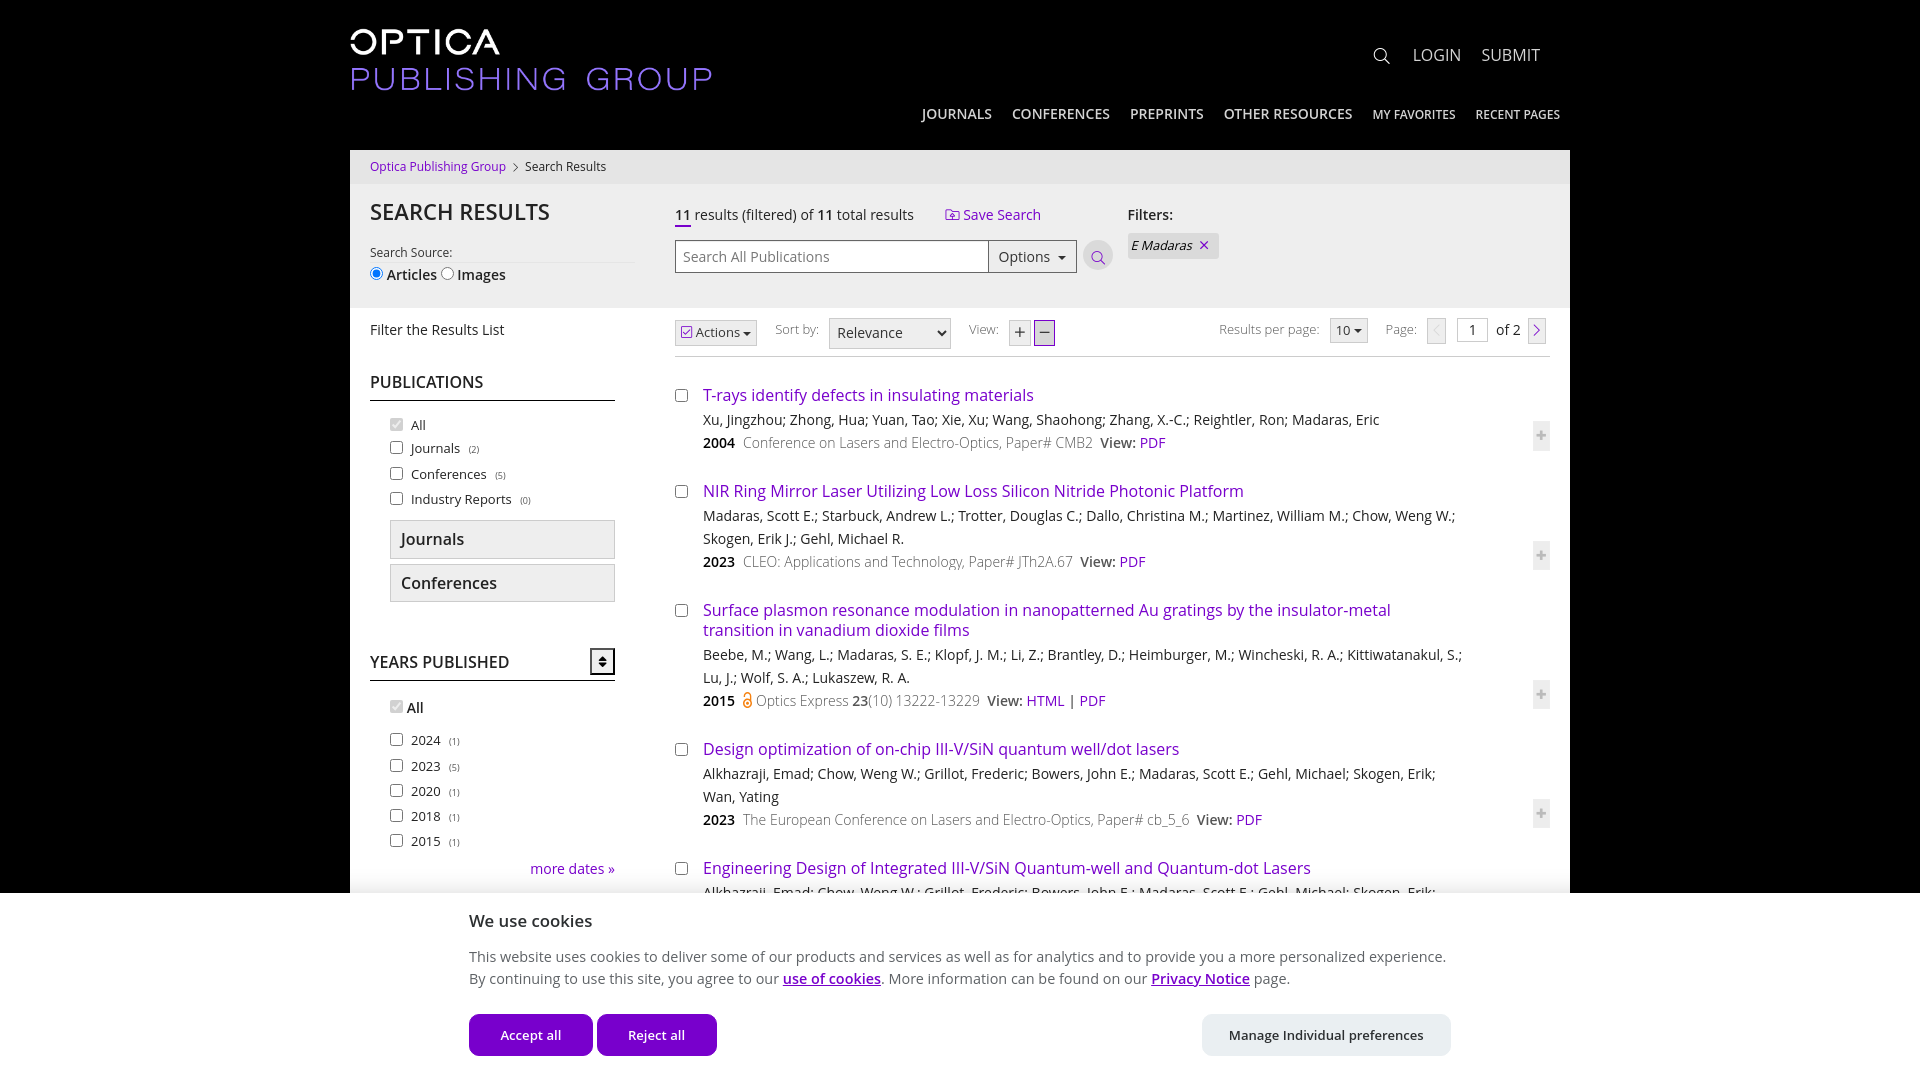 OPTICA
PUBLISHING GROUP
LOGIN SUBMIT
JOURNALS CONFERENCES PREPRINTS OTHER RESOURCES MY FAVORITES RECENT PAGES
Optica Publishing Group > Search Results
SEARCH RESULTS
Search Source:
Articles Images
11 results (filtered) of 11 total results Save Search
Search All Publications Options
Filters:
E Madaras ×
Filter the Results List
PUBLICATIONS
All
Journals (2)
Conferences (5)
Industry Reports (0)
Journals
Conferences
YEARS PUBLISHED
All
2024 (1)
2023 (5)
2020 (1)
2018 (1)
2015 (1)
more dates »
Actions Sort by: Relevance View: + − Results per page: 10 Page: 1 of 2
T-rays identify defects in insulating materials
Xu, Jingzhou; Zhong, Hua; Yuan, Tao; Xie, Xu; Wang, Shaohong; Zhang, X.-C.; Reightler, Ron; Madaras, Eric
2004 Conference on Lasers and Electro-Optics, Paper# CMB2 View: PDF
NIR Ring Mirror Laser Utilizing Low Loss Silicon Nitride Photonic Platform
Madaras, Scott E.; Starbuck, Andrew L.; Trotter, Douglas C.; Dallo, Christina M.; Martinez, William M.; Chow, Weng W.;
Skogen, Erik J.; Gehl, Michael R.
2023 CLEO: Applications and Technology, Paper# JTh2A.67 View: PDF
Surface plasmon resonance modulation in nanopatterned Au gratings by the insulator-metal
transition in vanadium dioxide films
Beebe, M.; Wang, L.; Madaras, S. E.; Klopf, J. M.; Li, Z.; Brantley, D.; Heimburger, M.; Wincheski, R. A.; Kittiwatanakul, S.;
Lu, J.; Wolf, S. A.; Lukaszew, R. A.
2015 Optics Express 23(10) 13222-13229 View: HTML | PDF
Design optimization of on-chip III-V/SiN quantum well/dot lasers
Alkhazraji, Emad; Chow, Weng W.; Grillot, Frederic; Bowers, John E.; Madaras, Scott E.; Gehl, Michael; Skogen, Erik;
Wan, Yating
2023 The European Conference on Lasers and Electro-Optics, Paper# cb_5_6 View: PDF
Engineering Design of Integrated III-V/SiN Quantum-well and Quantum-dot Lasers
Alkhazraji, Emad; Chow, Weng W.; Grillot, Frederic; Bowers, John E.; Madaras, Scott E.; Gehl, Michael; Skogen, Erik;
We use cookies
This website uses cookies to deliver some of our products and services as well as for analytics and to provide you a more personalized experience.
By continuing to use this site, you agree to our use of cookies. More information can be found on our Privacy Notice page.
Accept all Reject all Manage Individual preferences